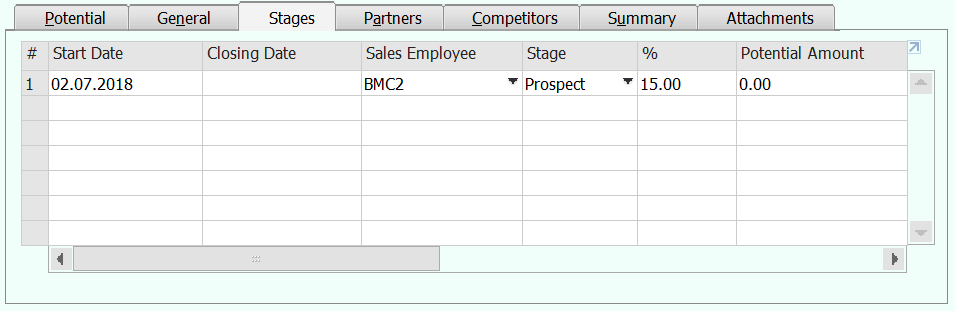 Potential General Stages Partners Competitors Summary Attachments
# Start Date Closing Date Sales Employee Stage % Potential Amount
1 02.07.2018 BMC2 Prospect 15.00 0.00